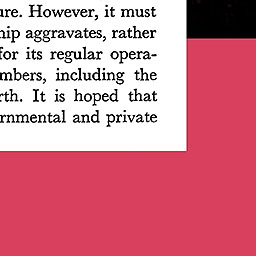 ure. However, it must
hip aggravates, rather
for its regular opera-
mbers, including the
rth. It is hoped that
rnmental and private